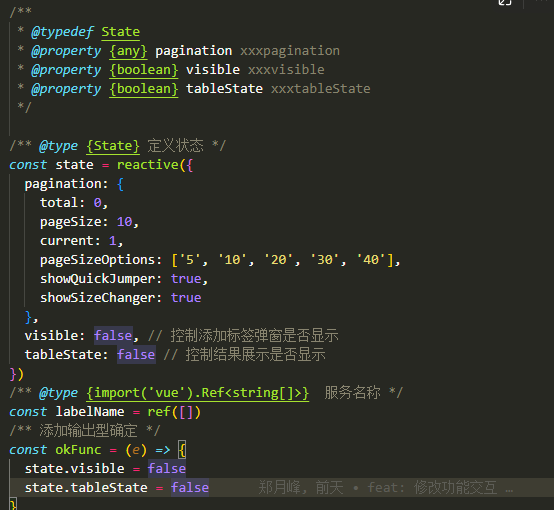 /**
 * @typedef State
 * @property {any} pagination xxxpagination
 * @property {boolean} visible xxxvisible
 * @property {boolean} tableState xxxtableState
 */
/** @type {State} 定义状态 */
const state = reactive({
  pagination: {
    total: 0,
    pageSize: 10,
    current: 1,
    pageSizeOptions: ['5', '10', '20', '30', '40'],
    showQuickJumper: true,
    showSizeChanger: true
  },
  visible: false, // 控制添加标签弹窗是否显示
  tableState: false // 控制结果展示是否显示
})
/** @type {import('vue').Ref<string[]>}  服务名称 */
const labelName = ref([])
/** 添加输出型确定 */
const okFunc = (e) => {
  state.visible = false
  state.tableState = false 郑月峰, 前天 • feat: 修改功能交互 …
}